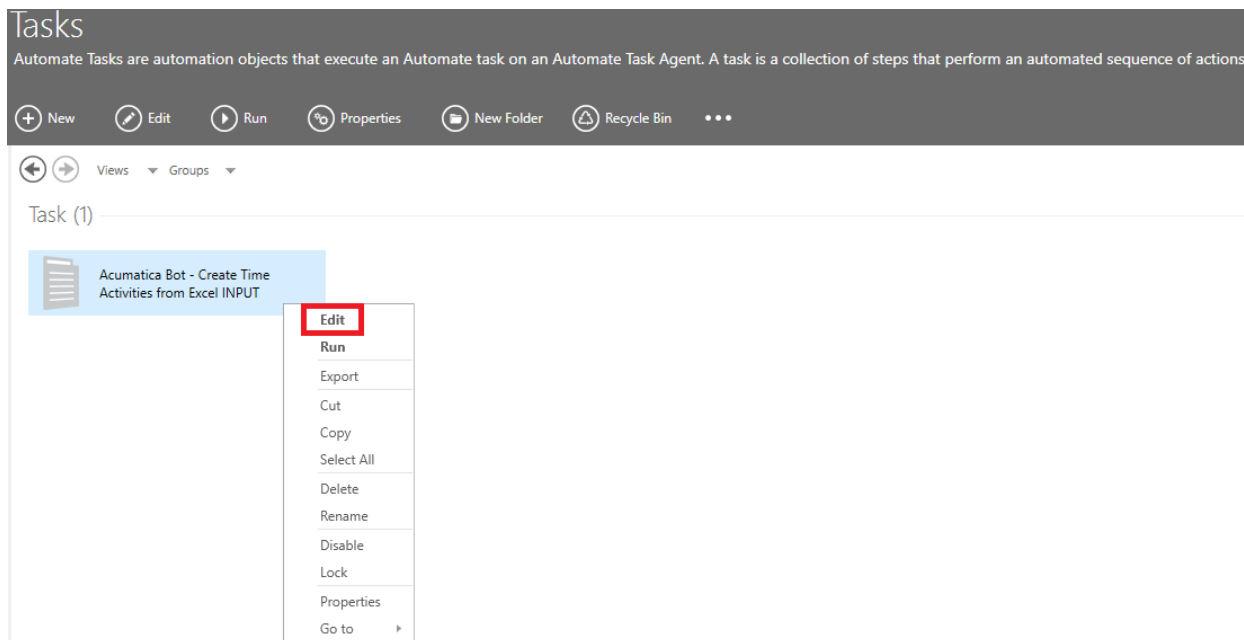 Tasks
Automate Tasks are automation objects that execute an Automate task on an Automate Task Agent. A task is a collection of steps that perform an automated sequence of actions
New Edit Run Properties New Folder Recycle Bin
Views Groups
Task (1)
Acumatica Bot - Create Time
Activities from Excel INPUT
Edit
Run
Export
Cut
Copy
Select All
Delete
Rename
Disable
Lock
Properties
Go to